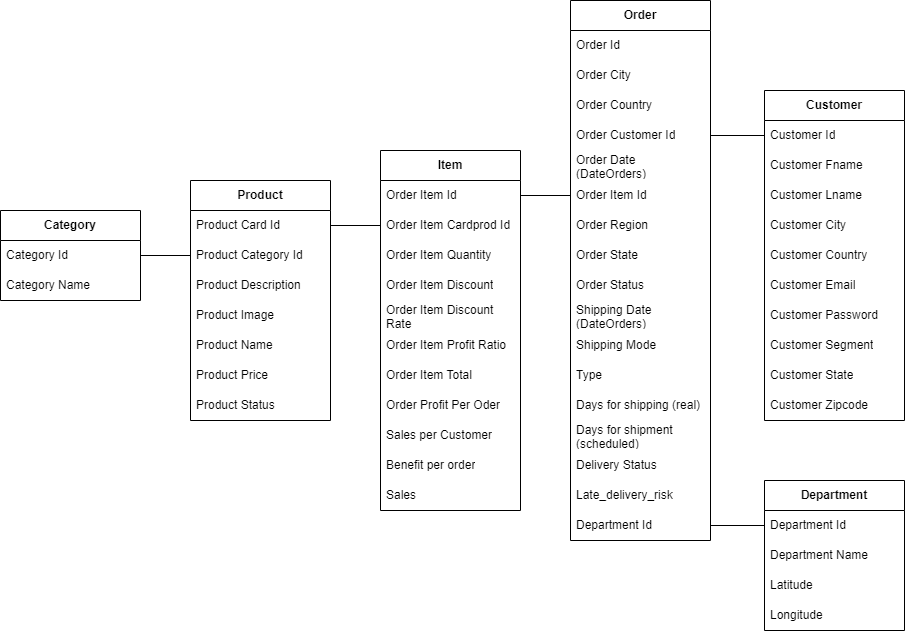 Order
Order Id
Order City
Order Country
Order Customer Id
Order Date
(DateOrders)
Order Item Id
Order Region
Order State
Order Status
Shipping Date
(DateOrders)
Shipping Mode
Type
Days for shipping (real)
Days for shipment
(scheduled)
Delivery Status
Late_delivery_risk
Department Id
Customer
Customer Id
Customer Fname
Customer Lname
Customer City
Customer Country
Customer Email
Customer Password
Customer Segment
Customer State
Customer Zipcode
Item
Order Item Id
Order Item Cardprod Id
Order Item Quantity
Order Item Discount
Order Item Discount
Rate
Order Item Profit Ratio
Order Item Total
Order Profit Per Oder
Sales per Customer
Benefit per order
Sales
Product
Product Card Id
Product Category Id
Product Description
Product Image
Product Name
Product Price
Product Status
Category
Category Id
Category Name
Department
Department Id
Department Name
Latitude
Longitude